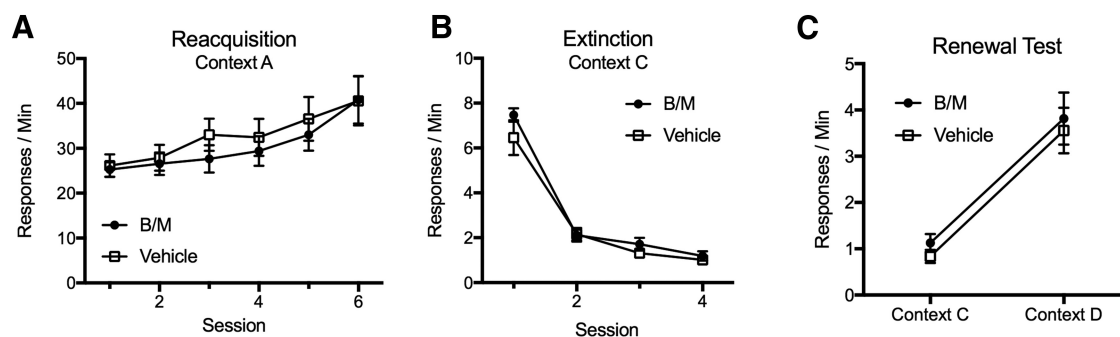 A
Reacquisition
Context A
Responses / Min
50
40
30
20
10
0
B/M
Vehicle
2
4
6
Session
B
Extinction
Context C
Responses / Min
10
8
6
4
2
0
B/M
Vehicle
2
4
Session
C
Renewal Test
Responses / Min
5
4
3
2
1
0
B/M
Vehicle
Context C
Context D